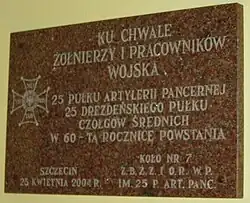 KU CHWALE
ŻOŁNIERZY I PRACOWNIKÓW
WOJSKA
25 PUŁKU ARTYLERII PANCERNEJ
25 DREZDEŃSKIEGO PUŁKU
CZOŁGÓW ŚREDNICH
W 60-TĄ ROCZNICĘ POWSTANIA
SZCZECIN
25 KWIETNIA 2004 R.
KOŁO NR 7
Z.B.Ż.Z. I O.R.W.P.
IM. 25 P. ART. PANC.